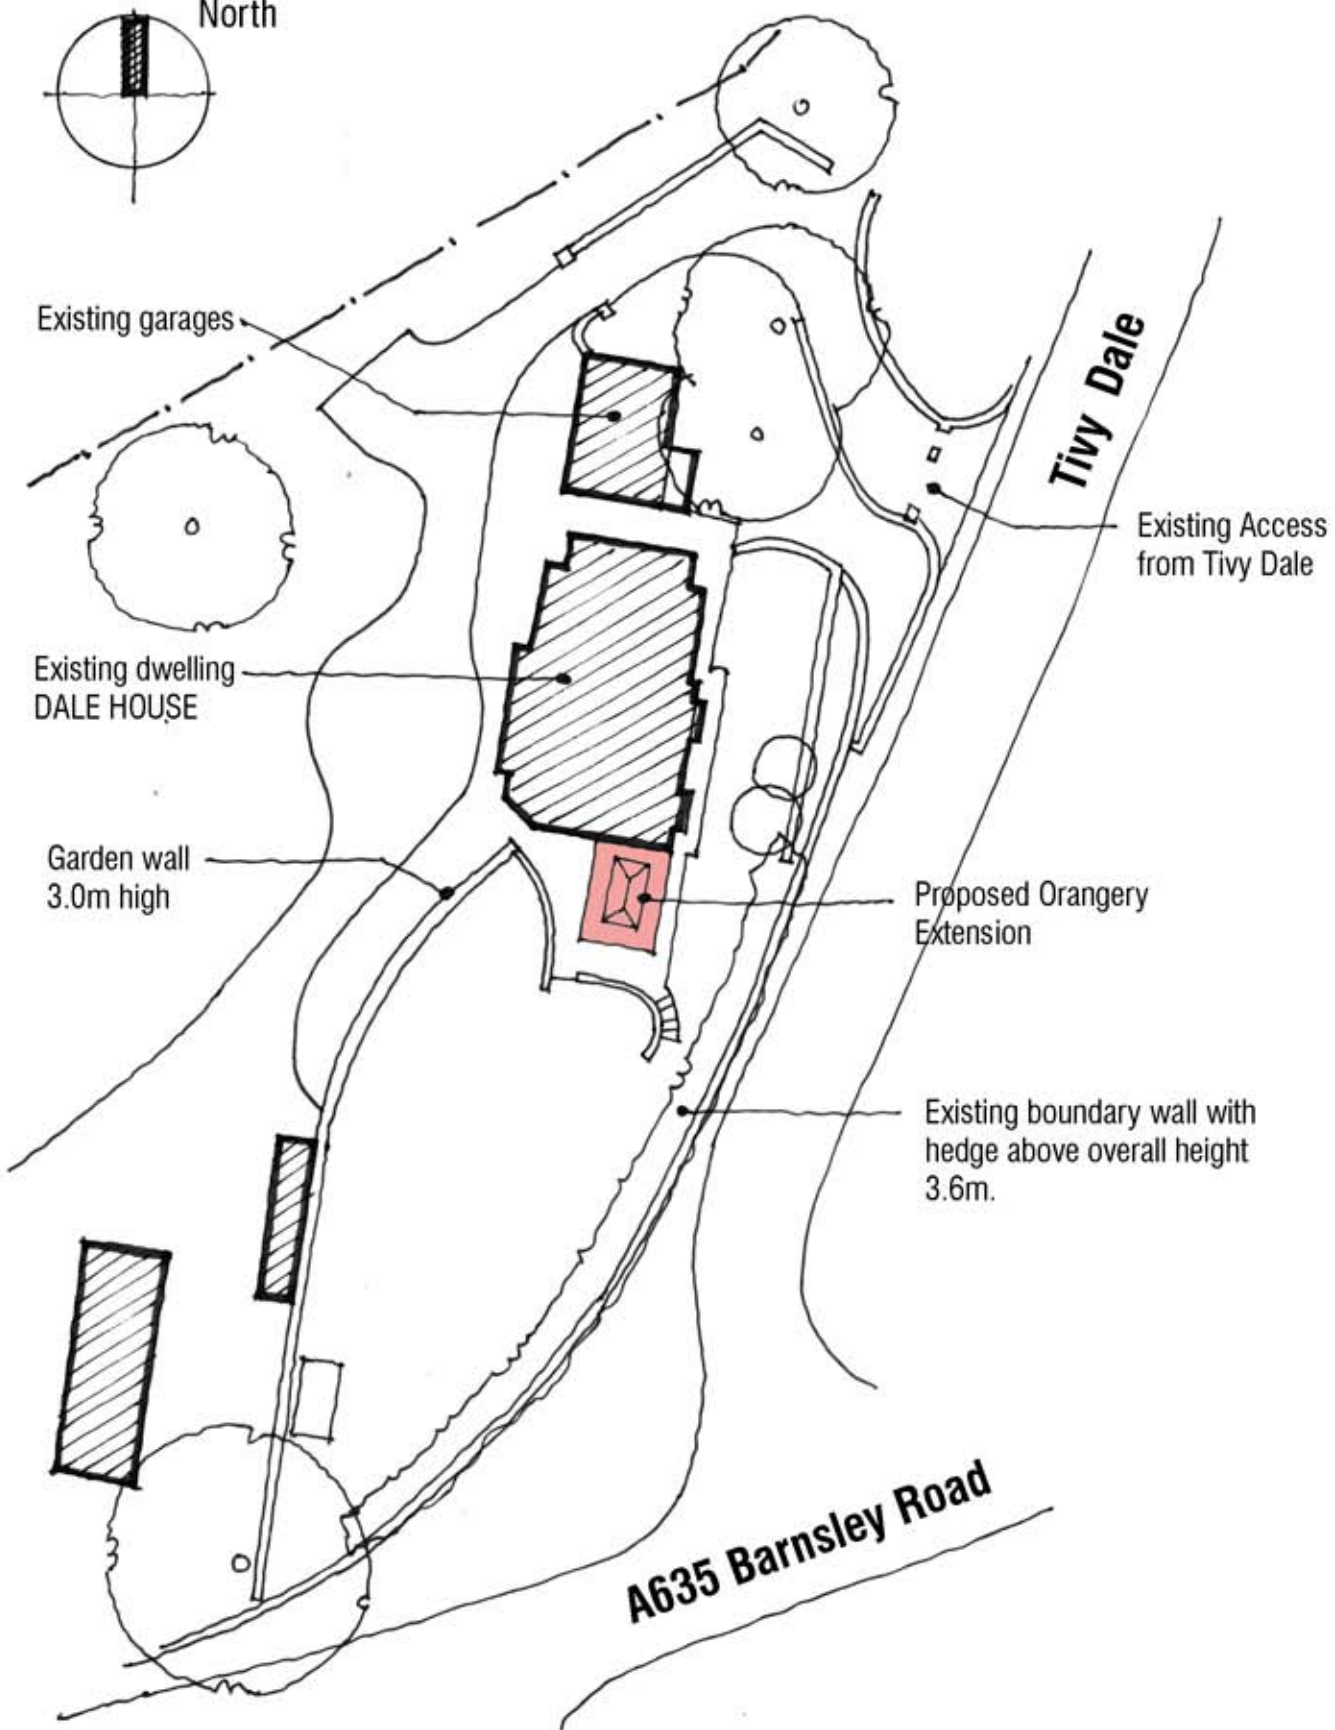 North
Existing garages
Tivy Dale
Existing Access
from Tivy Dale
Existing dwelling
DALE HOUSE
Garden wall
3.0m high
Proposed Orangery
Extension
Existing boundary wall with
hedge above overall height
3.6m.
A635 Barnsley Road